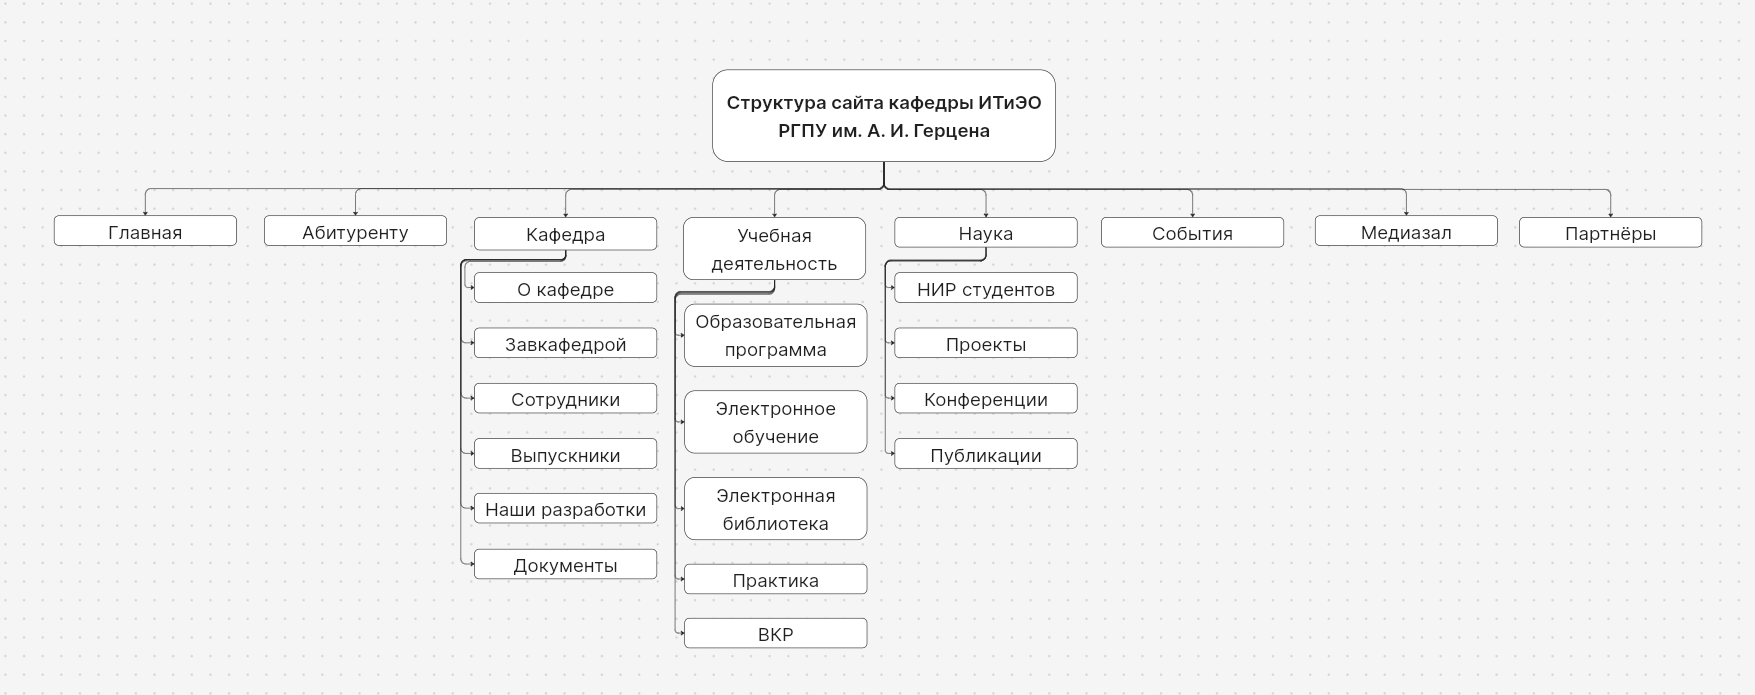 Структура сайта кафедры ИТиЭО
РГПУ им. А. И. Герцена
Главная
Абитуренту
Кафедра
О кафедре
Завкафедрой
Сотрудники
Выпускники
Наши разработки
Документы
Учебная
деятельность
Образовательная
программа
Электронное
обучение
Электронная
библиотека
Практика
ВКР
Наука
НИР студентов
Проекты
Конференции
Публикации
События
Медиазал
Партнёры